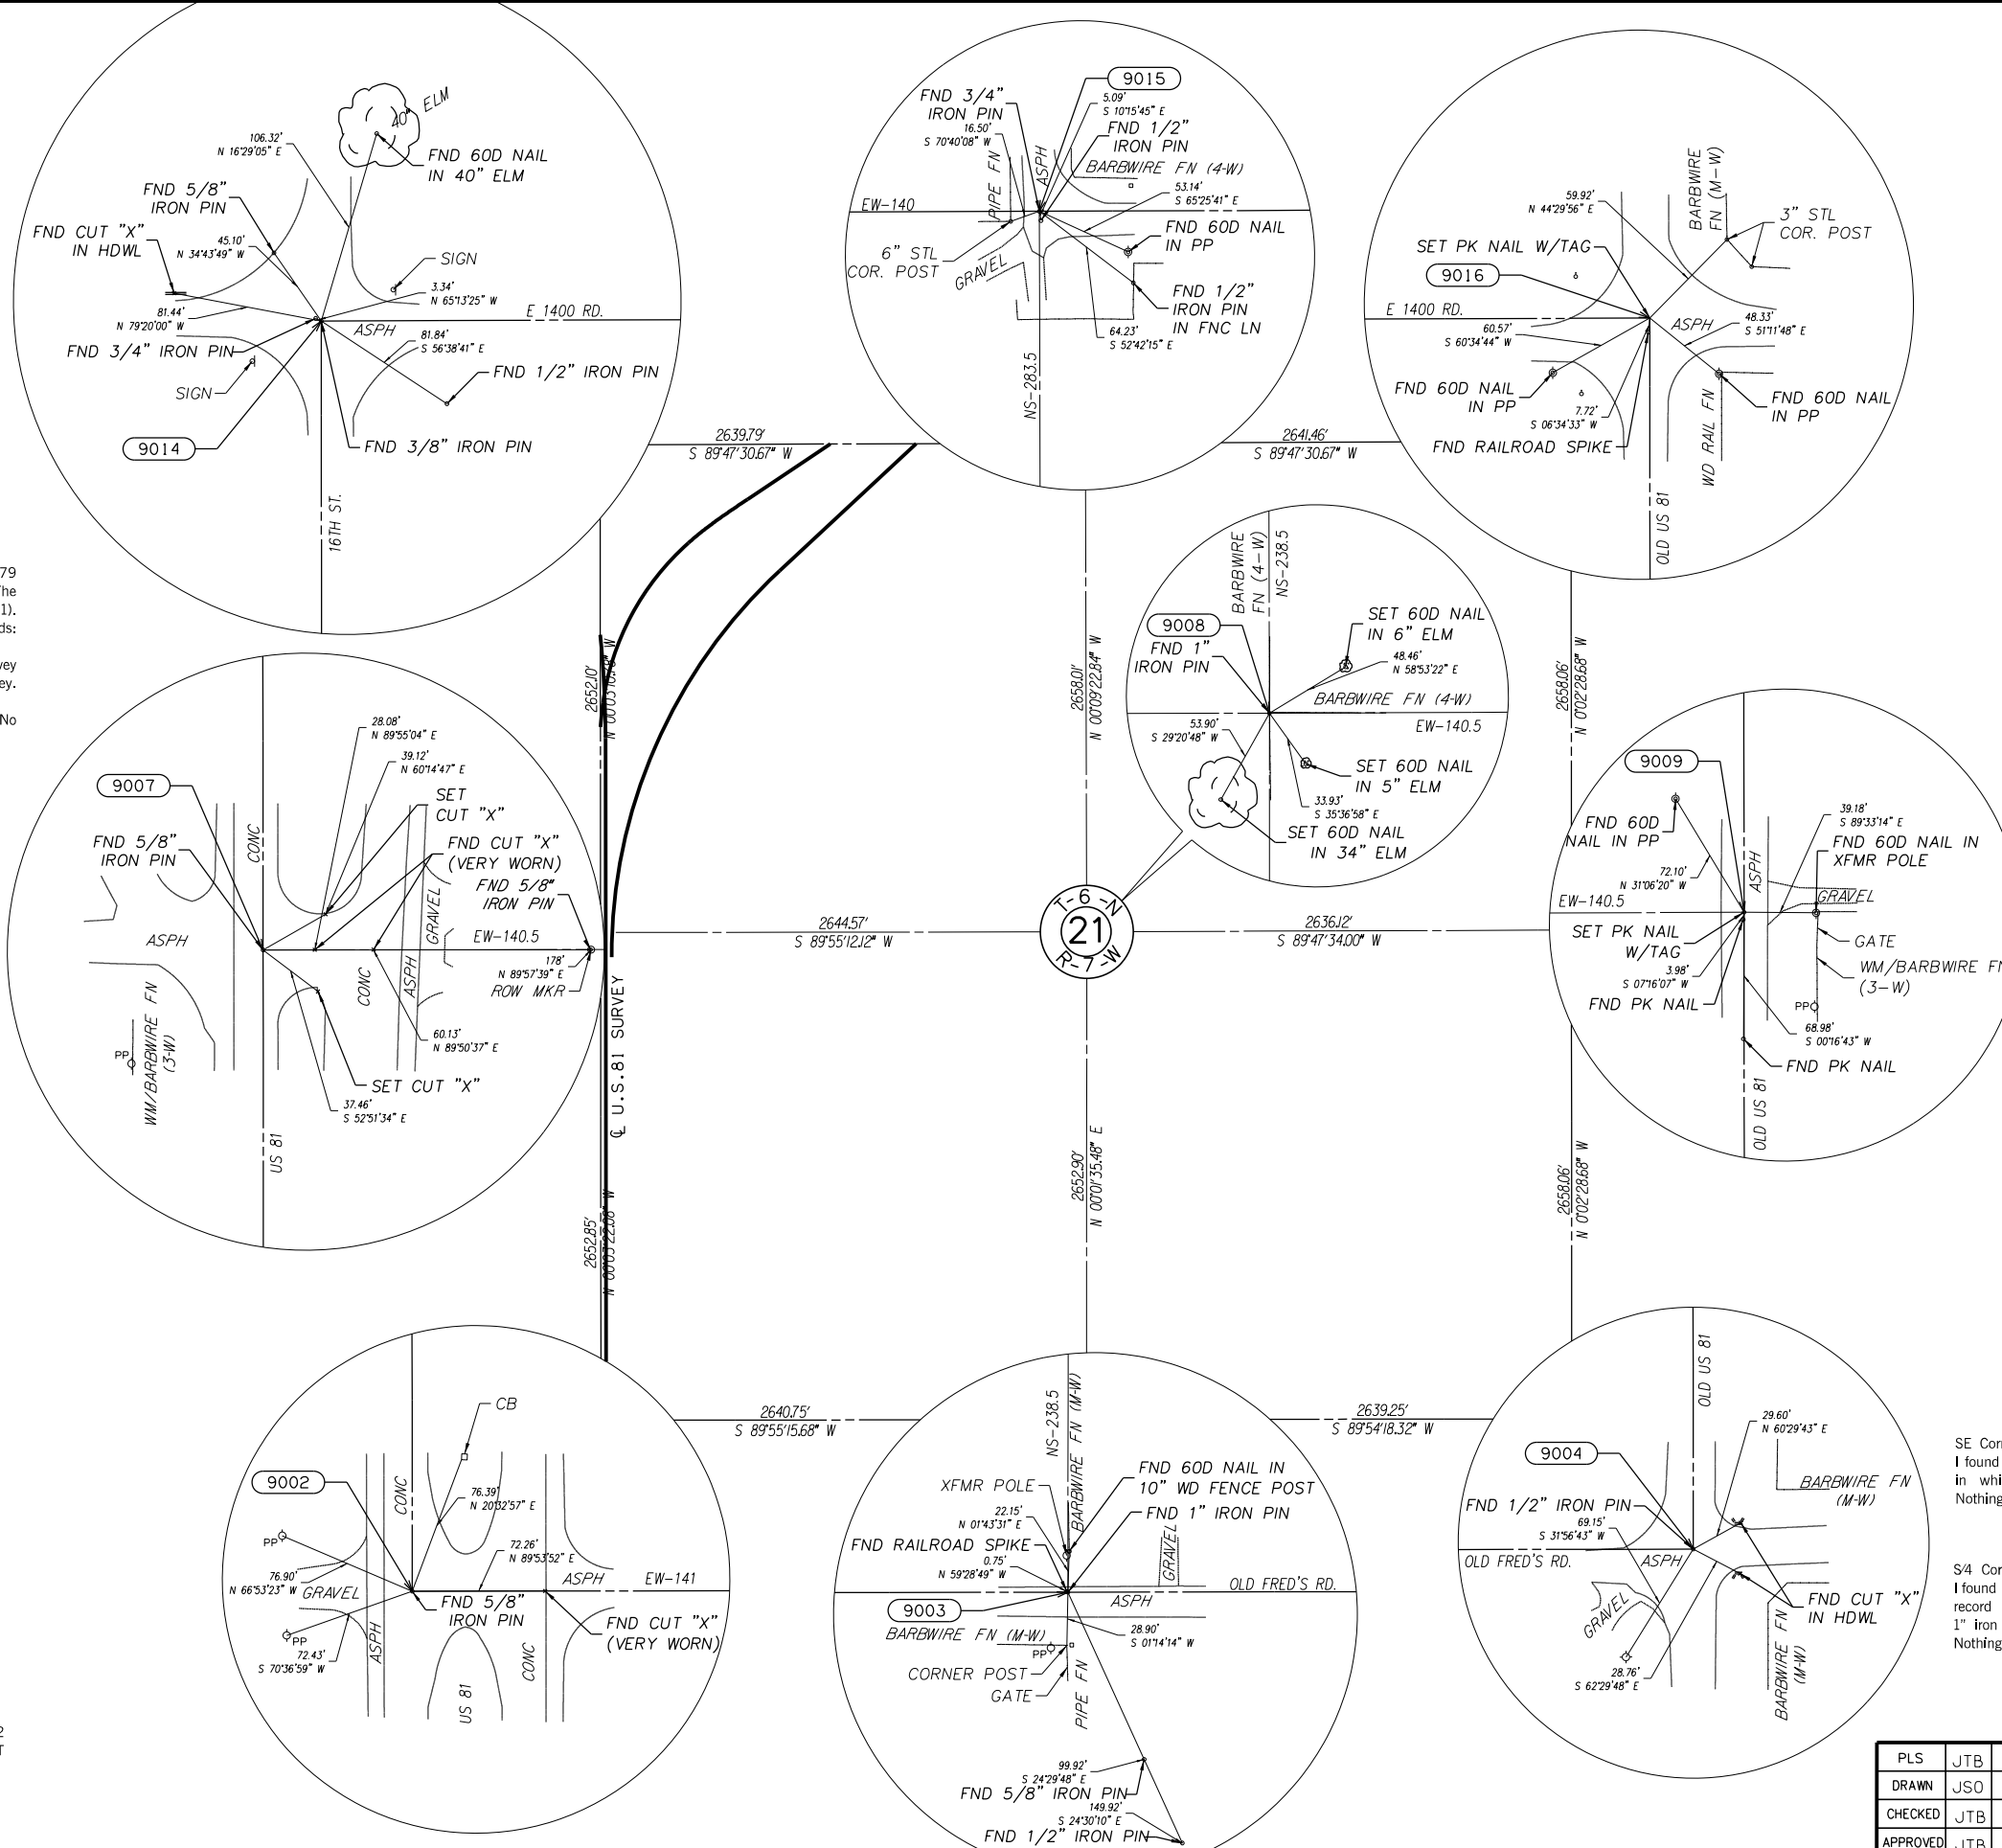 40" ELM
106.32'
N 16°29'05" E
FND 60D NAIL
IN 40" ELM
FND 5/8"
IRON PIN
FND CUT "X"
IN HDWL
45.10'
N 34°43'49" W
SIGN
3.34'
N 65°13'25" W
81.44'
N 79°20'00" W
E 1400 RD.
ASPH
FND 3/4" IRON PIN
81.84'
S 56°38'41" E
FND 1/2" IRON PIN
SIGN
9014
FND 3/8" IRON PIN
16TH ST.
9015
FND 3/4"
IRON PIN
5.09'
S 10°15'45" E
16.50'
S 70°40'08" W
FND 1/2"
IRON PIN
PIPE FN
ASPH
BARBWIRE FN (4-W)
53.14'
S 65°25'41" E
EW-140
FND 60D NAIL
IN PP
6" STL
COR. POST
GRAVEL
FND 1/2"
IRON PIN
IN FNC LN
64.23'
S 52°42'15" E
NS-283.5
BARBWIRE
FN (M-W)
59.92'
N 44°29'56" E
3" STL
COR. POST
SET PK NAIL W/TAG
9016
E 1400 RD.
60.57'
S 60°34'44" W
ASPH
48.33'
S 51°11'48" E
FND 60D NAIL
IN PP
FND 60D NAIL
IN PP
7.72'
S 06°34'33" W
FND RAILROAD SPIKE
WD RAIL FN
OLD US 81
2639.79'
S 89°47'30.67" W
2641.46'
S 89°47'30.67" W
79
The
1).
ds:
vey
ey.
No
2652.10'
2658.01'
N 00°09'22.84" W
2658.06'
N 0°02'28.68" W
BARBWIRE
FN (4-W)
NS-238.5
9008
SET 60D NAIL
IN 6" ELM
FND 1"
IRON PIN
48.46'
N 58°53'22" E
BARBWIRE FN (4-W)
53.90'
S 29°20'48" W
EW-140.5
SET 60D NAIL
IN 5" ELM
33.93'
S 35°36'58" E
SET 60D NAIL
IN 34" ELM
28.08'
N 89°55'04" E
39.12'
N 60°14'47" E
9007
SET
CUT "X"
CONC
FND 5/8"
IRON PIN
FND CUT "X"
(VERY WORN)
FND 5/8"
IRON PIN
GRAVEL
ASPH
EW-140.5
178'
N 89°57'39" E
ROW MKR
CONC
ASPH
60.13'
N 89°50'37" E
PP
WM/BARBWIRE FN
(3-W)
SET CUT "X"
37.46'
S 52°51'34" E
US 81
℄ U.S.81 SURVEY
2644.57'
S 89°55'12.12" W
T-6-N
21
R-7-W
2636.12'
S 89°47'34.00" W
9009
39.18'
S 89°33'14" E
FND 60D
NAIL IN PP
FND 60D NAIL IN
XFMR POLE
72.10'
N 31°06'20" W
ASPH
EW-140.5
GRAVEL
SET PK NAIL
W/TAG
GATE
3.98'
S 07°16'07" W
WM/BARBWIRE FN
(3-W)
FND PK NAIL
PP
68.98'
S 00°16'43" W
FND PK NAIL
OLD US 81
2652.85'
2652.90'
N 00°01'35.48" E
2658.06'
N 0°02'28.68" W
2640.75'
S 89°55'15.68" W
2639.25'
S 89°54'18.32" W
CB
9002
CONC
76.39'
N 20°32'57" E
PP
72.26'
N 89°53'52" E
76.90'
N 66°53'23" W
GRAVEL
ASPH
EW-141
FND 5/8"
IRON PIN
FND CUT "X"
(VERY WORN)
PP
72.43'
S 70°36'59" W
ASPH
CONC
US 81
NS-238.5
BARBWIRE FN (M-W)
XFMR POLE
FND 60D NAIL IN
10" WD FENCE POST
22.15'
N 01°43'31" E
FND 1" IRON PIN
FND RAILROAD SPIKE
0.75'
N 59°28'49" W
GRAVEL
OLD FRED'S RD.
9003
ASPH
BARBWIRE FN (M-W)
28.90'
S 01°14'14" W
PP
CORNER POST
GATE
PIPE FN
99.92'
S 24°29'48" E
FND 5/8" IRON PIN
149.92'
S 24°30'10" E
FND 1/2" IRON PIN
OLD US 81
29.60'
N 60°29'43" E
9004
BARBWIRE FN
(M-W)
FND 1/2" IRON PIN
69.15'
S 31°56'43" W
OLD FRED'S RD.
ASPH
FND CUT "X"
IN HDWL
GRAVEL
BARBWIRE FN
(M-W)
28.76'
S 62°29'48" E
SE Cor
I found
in whi
Nothing
S/4 Cor
I found
record
1" iron
Nothing
2
T
PLS JTB
DRAWN JSO
CHECKED JTB
APPROVED JTB